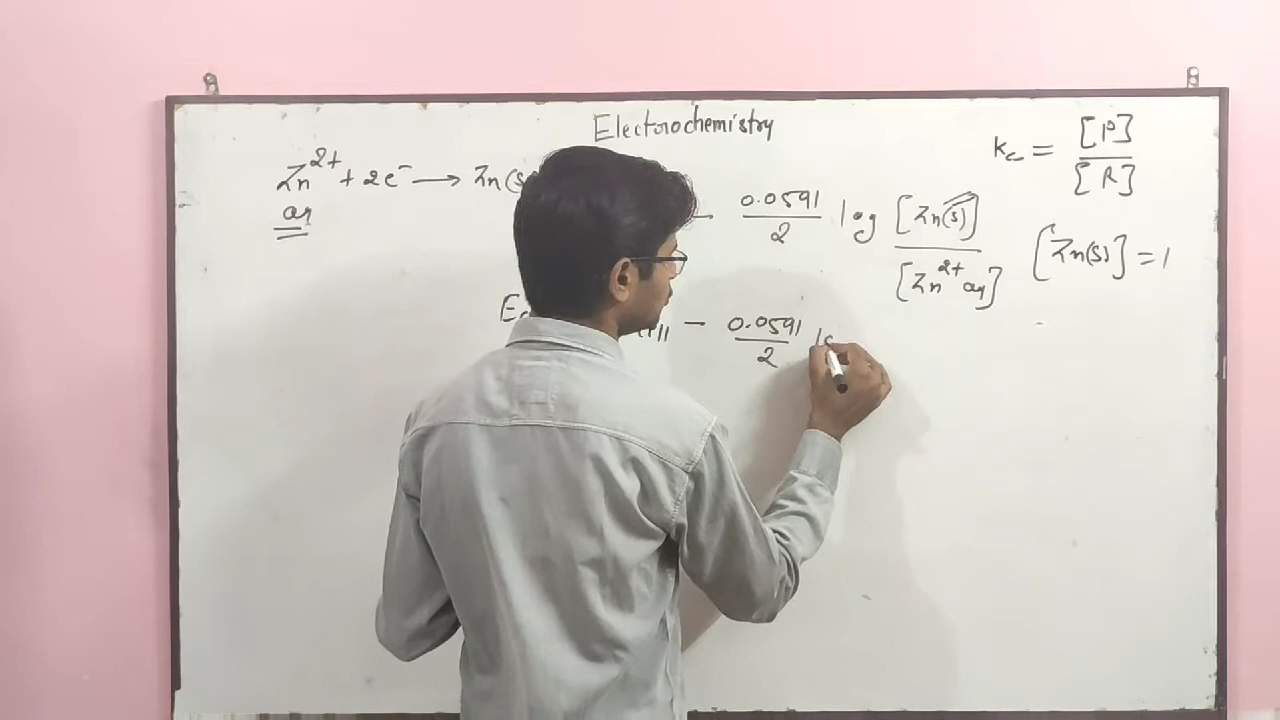 Electrochemistry
Kc = [P] / [R]
Zn2+ + 2e- → Zn(s
aq
- 0.0591 / 2 log [Zn(s)] / [Zn2+ aq]
[Zn(s)] = 1
E
ell - 0.0591 / 2 lo